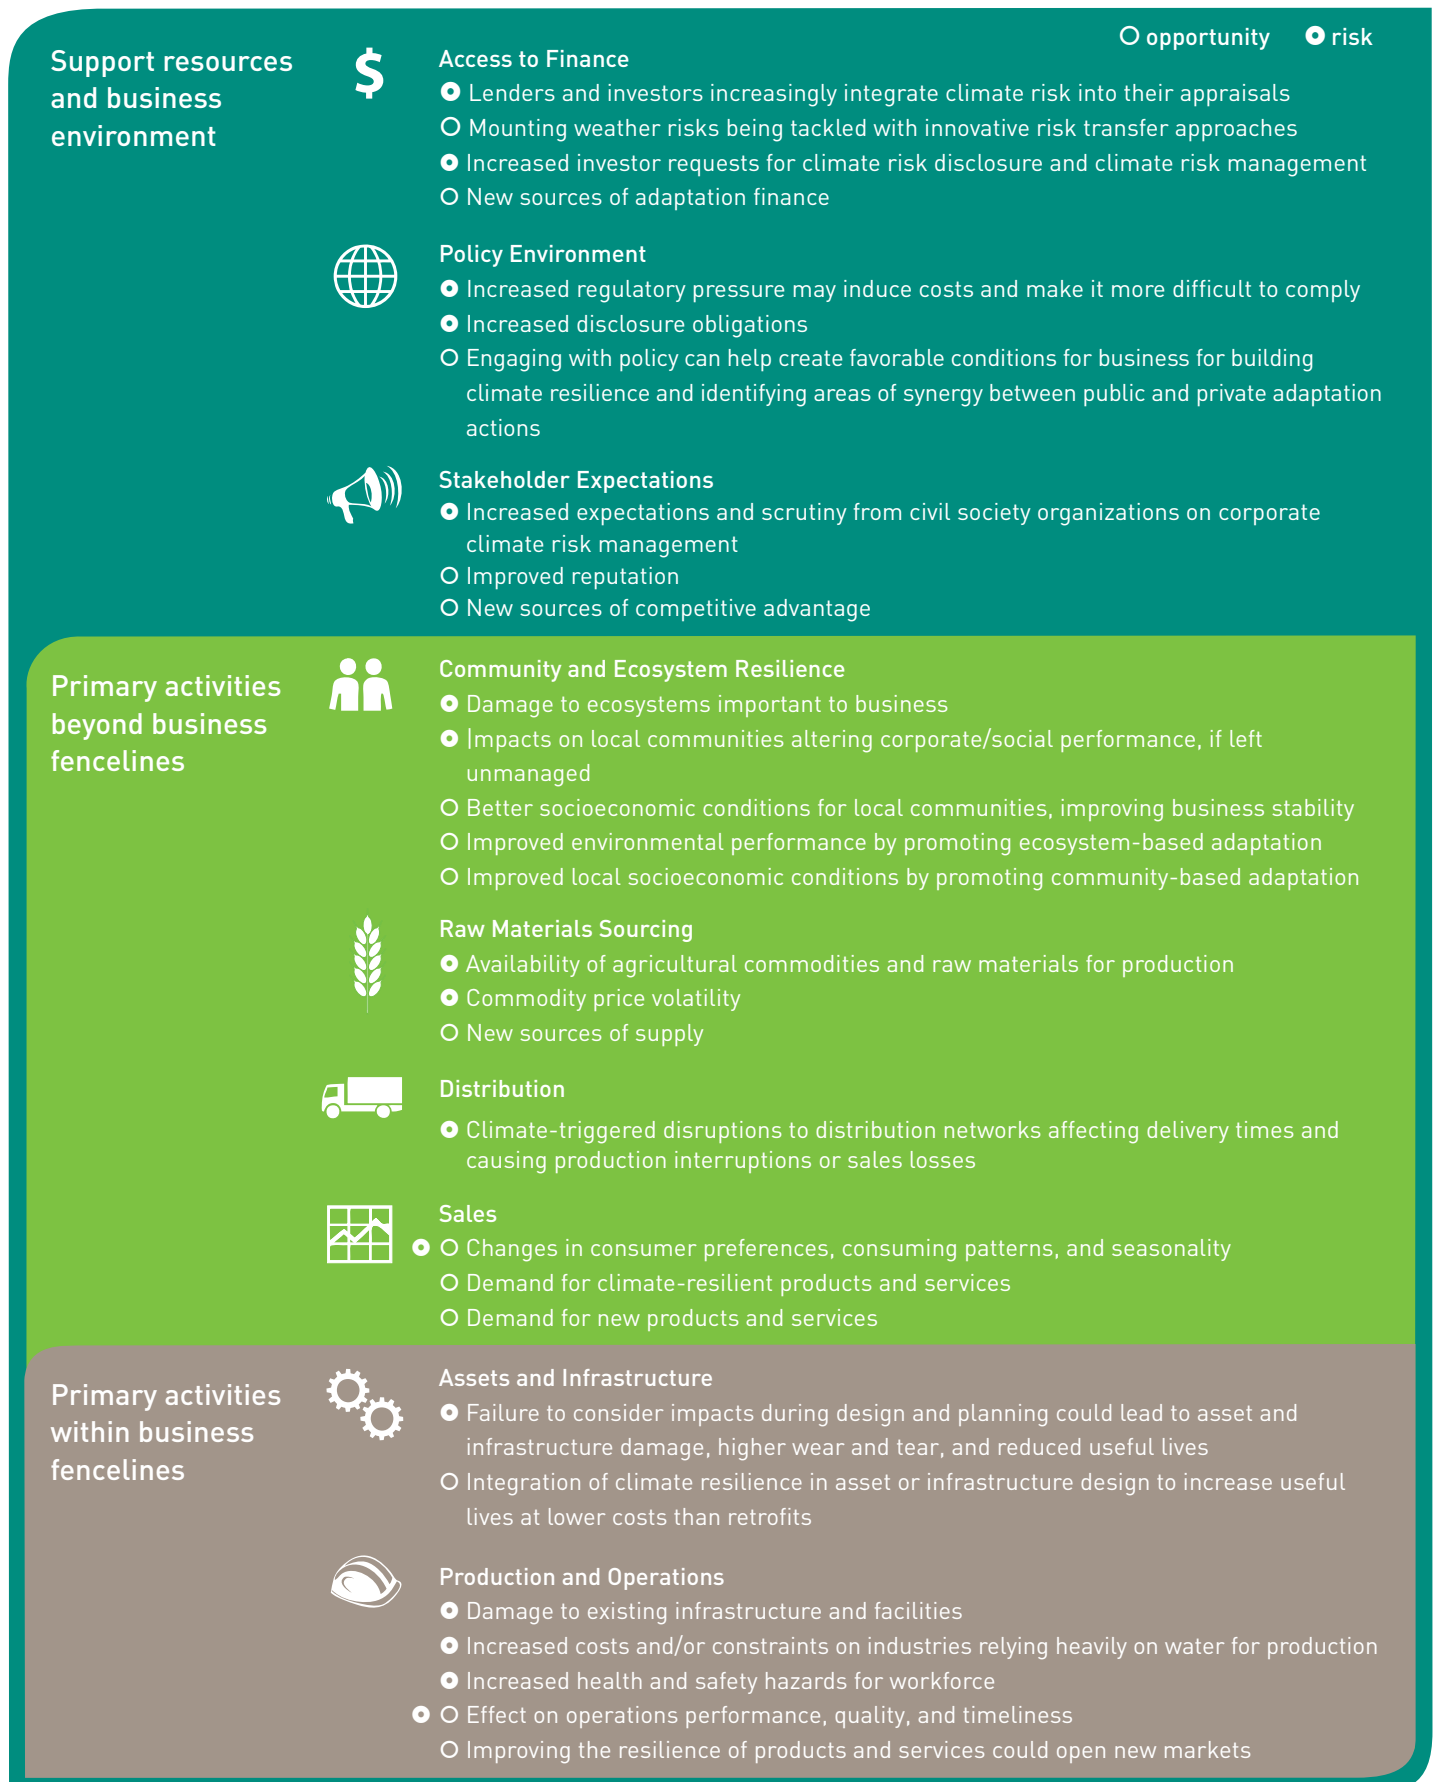 opportunity
risk
Support resources
and business
environment
Access to Finance
Lenders and investors increasingly integrate climate risk into their appraisals
Mounting weather risks being tackled with innovative risk transfer approaches
Increased investor requests for climate risk disclosure and climate risk management
New sources of adaptation finance
Policy Environment
Increased regulatory pressure may induce costs and make it more difficult to comply
Increased disclosure obligations
Engaging with policy can help create favorable conditions for business for building
climate resilience and identifying areas of synergy between public and private adaptation
actions
Stakeholder Expectations
Increased expectations and scrutiny from civil society organizations on corporate
climate risk management
Improved reputation
New sources of competitive advantage
Primary activities
beyond business
fencelines
Community and Ecosystem Resilience
Damage to ecosystems important to business
Impacts on local communities altering corporate/social performance, if left
unmanaged
Better socioeconomic conditions for local communities, improving business stability
Improved environmental performance by promoting ecosystem-based adaptation
Improved local socioeconomic conditions by promoting community-based adaptation
Raw Materials Sourcing
Availability of agricultural commodities and raw materials for production
Commodity price volatility
New sources of supply
Distribution
Climate-triggered disruptions to distribution networks affecting delivery times and
causing production interruptions or sales losses
Sales
Changes in consumer preferences, consuming patterns, and seasonality
Demand for climate-resilient products and services
Demand for new products and services
Primary activities
within business
fencelines
Assets and Infrastructure
Failure to consider impacts during design and planning could lead to asset and
infrastructure damage, higher wear and tear, and reduced useful lives
Integration of climate resilience in asset or infrastructure design to increase useful
lives at lower costs than retrofits
Production and Operations
Damage to existing infrastructure and facilities
Increased costs and/or constraints on industries relying heavily on water for production
Increased health and safety hazards for workforce
Effect on operations performance, quality, and timeliness
Improving the resilience of products and services could open new markets